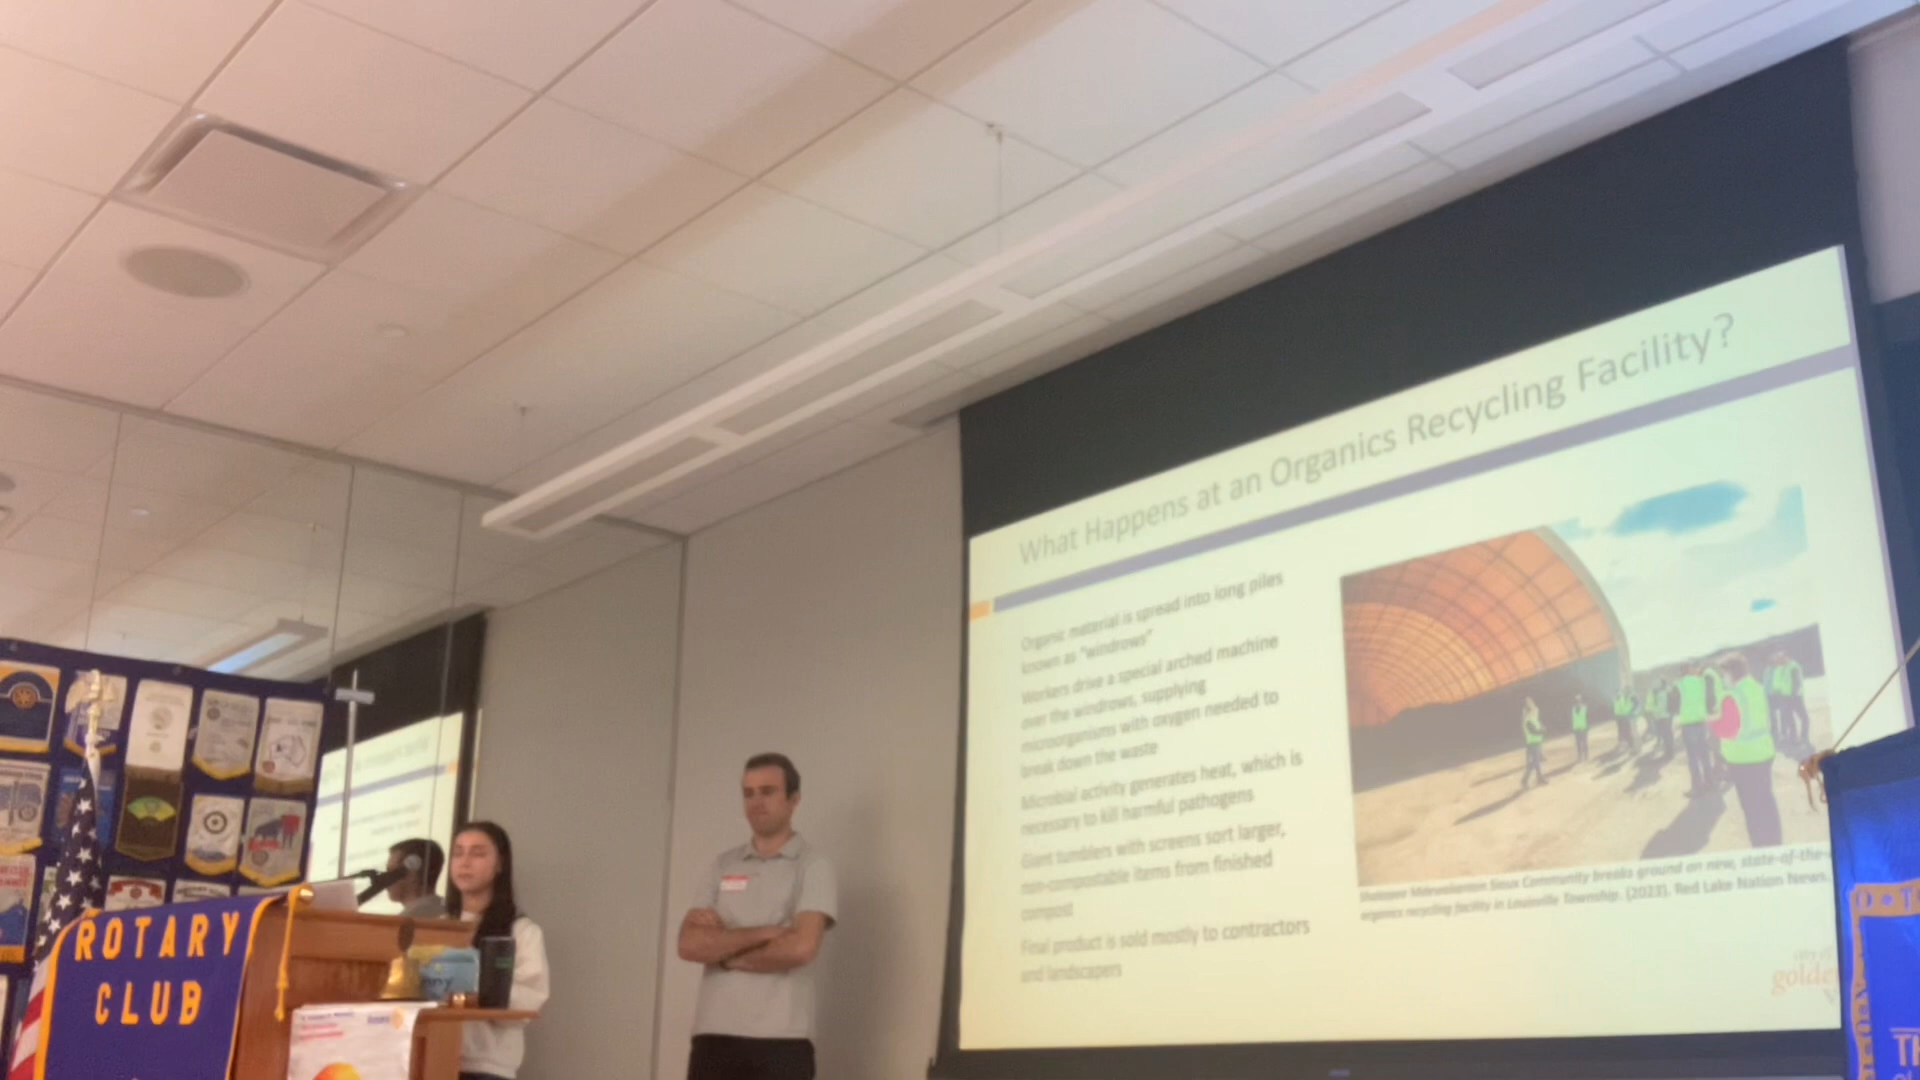 What Happens at an Organics Recycling Facility?
Organic material is spread into long piles
known as "windrows"
Workers drive a special arched machine
over the windrows, supplying
microorganisms with oxygen needed to
break down the waste
Microbial activity generates heat, which is
necessary to kill harmful pathogens
Giant tumblers with screens sort larger,
non-compostable items from finished
compost
Final product is sold mostly to contractors
and landscapers
Shakopee Mdewakanton Sioux Community breaks ground on new, state-of-the-
organics recycling facility in Louisville Township. (2023). Red Lake Nation News.
golde
ROTARY
CLUB